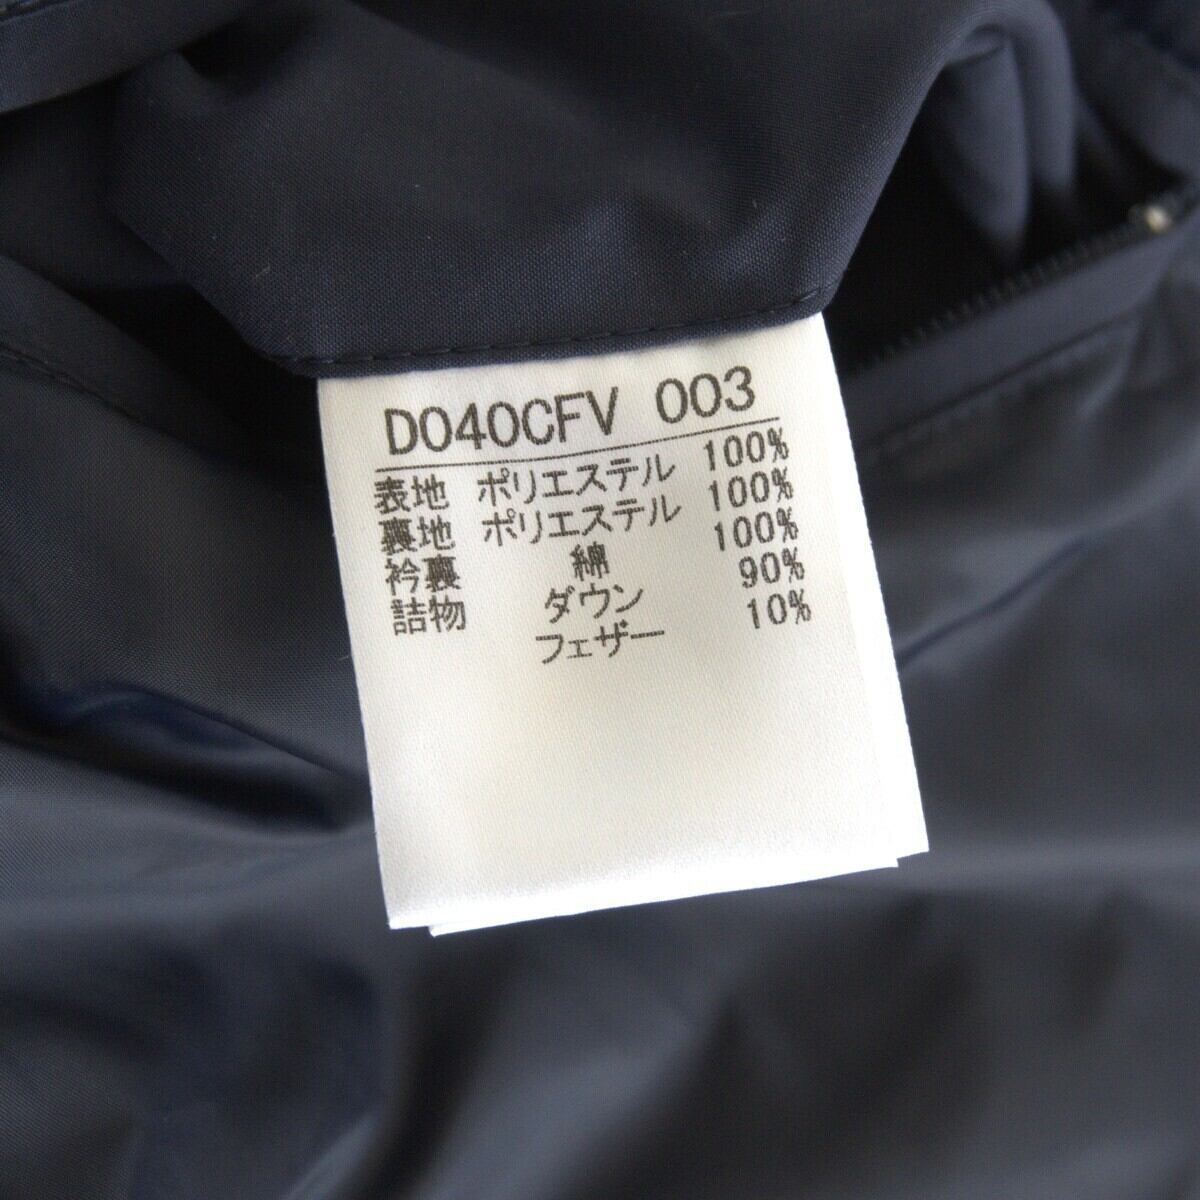 D040CFV 003
表地 ポリエステル 100%
裏地 ポリエステル 100%
衿裏 綿 100%
詰物 ダウン 90%
フェザー 10%